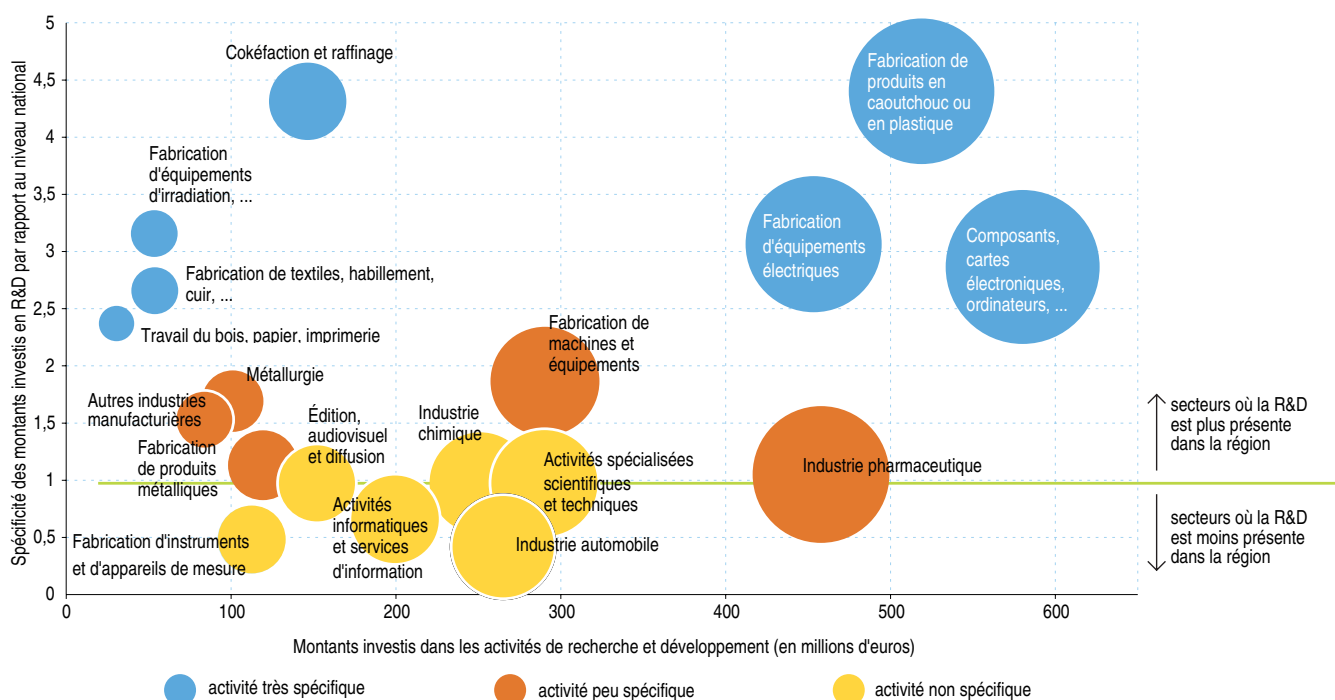 Spécificité des montants investis en R&D par rapport au niveau national
5
4,5
4
3,5
3
2,5
2
1,5
1
0,5
0
Cokéfaction et raffinage
Fabrication de
produits en
caoutchouc ou
en plastique
Fabrication
d'équipements
d'irradiation, ...
Fabrication
d'équipements
électriques
Composants,
cartes
électroniques,
ordinateurs, ...
Fabrication de textiles, habillement,
cuir, ...
Travail du bois, papier, imprimerie
Fabrication de
machines et
équipements
Métallurgie
Autres industries
manufacturières
Édition,
audiovisuel
et diffusion
Industrie
chimique
Fabrication
de produits
métalliques
Activités spécialisées
scientifiques
et techniques
Industrie pharmaceutique
Activités
informatiques
et services
d'information
Fabrication d'instruments
et d'appareils de mesure
Industrie automobile
secteurs où la R&D
est plus présente
dans la région
secteurs où la R&D
est moins présente
dans la région
0 100 200 300 400 500 600
Montants investis dans les activités de recherche et développement (en millions d'euros)
activité très spécifique
activité peu spécifique
activité non spécifique